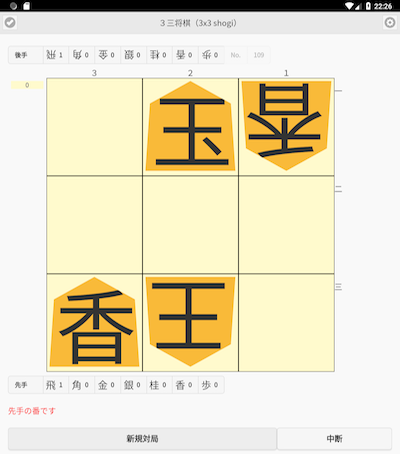 22:26
3三将棋（3x3 shogi）
後手 飛 1 角 0 金 0 銀 0 桂 0 香 0 歩 0 No. 109
3 2 1
0
玉 香 一
二
香 王 三
先手 飛 1 角 0 金 0 銀 0 桂 0 香 0 歩 0
先手の番です
新規対局 中断